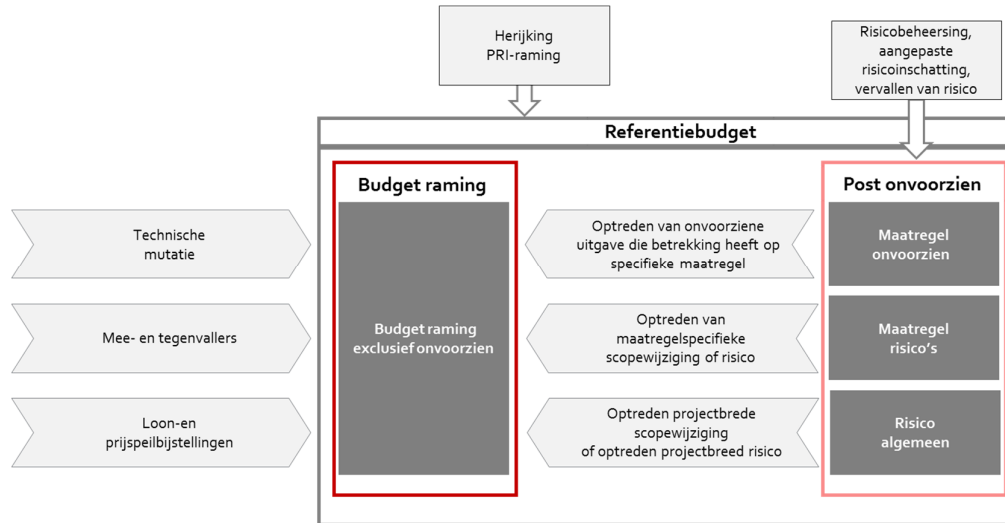 Herijking
PRI-raming
Risicobeheersing,
aangepaste
risicoinschatting,
vervallen van risico
Referentiebudget
Budget raming
Post onvoorzien
Technische
mutatie
Mee- en tegenvallers
Loon-en
prijspeilbijstellingen
Budget raming
exclusief onvoorzien
Optreden van onvoorziene
uitgave die betrekking heeft op
specifieke maatregel
Optreden van
maatregelspecifieke
scopewijziging of risico
Optreden projectbrede
scopewijziging
of optreden projectbreed risico
Maatregel
onvoorzien
Maatregel
risico's
Risico
algemeen